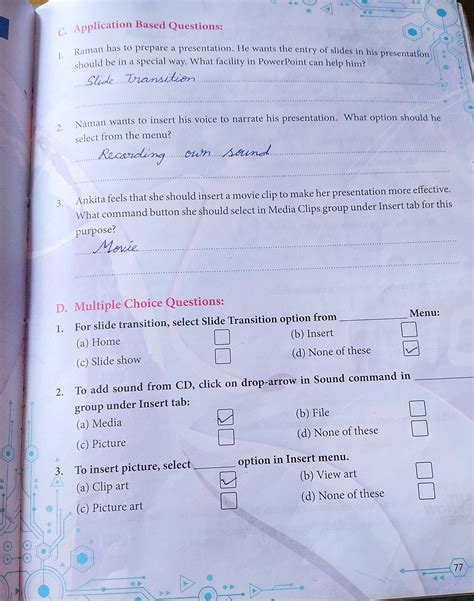 C. Application Based Questions:
1. Raman has to prepare a presentation. He wants the entry of slides in his presentation
should be in a special way. What facility in PowerPoint can help him?
Slide Transition
2. Naman wants to insert his voice to narrate his presentation. What option should he
select from the menu?
Recarding own sound
3. Ankita feels that she should insert a movie clip to make her presentation more effective.
What command button she should select in Media Clips group under Insert tab for this
purpose?
Movie
D. Multiple Choice Questions:
1. For slide transition, select Slide Transition option from ____________ Menu:
(a) Home (b) Insert
(c) Slide show (d) None of these ✓
2. To add sound from CD, click on drop-arrow in Sound command in ____________
group under Insert tab:
(a) Media ✓ (b) File
(c) Picture (d) None of these
3. To insert picture, select _______ option in Insert menu.
(a) Clip art ✓ (b) View art
(c) Picture art (d) None of these
77